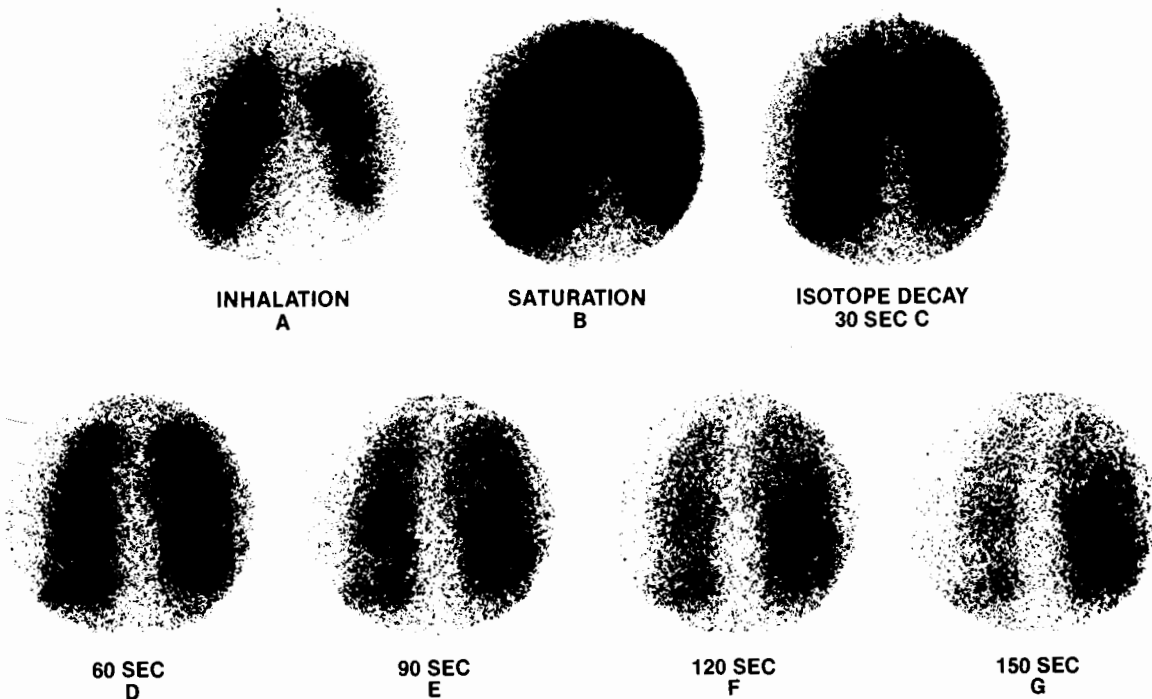 INHALATION
A
SATURATION
B
ISOTOPE DECAY
30 SEC C
60 SEC
D
90 SEC
E
120 SEC
F
150 SEC
G